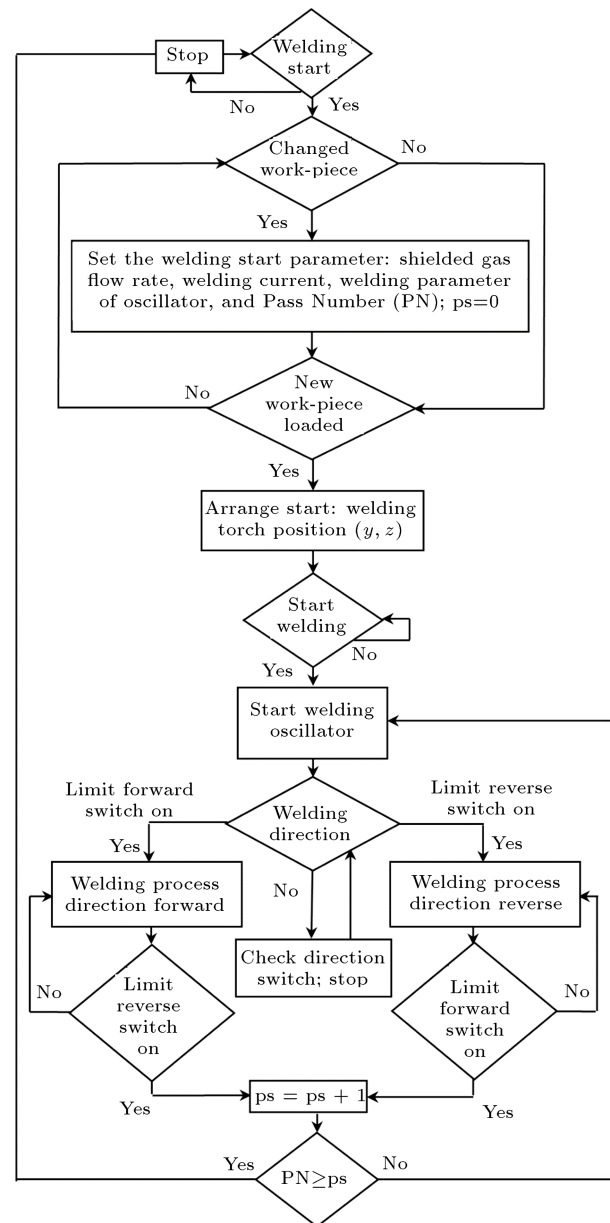 Stop
Welding
start
No
Yes
Changed
work-piece
No
Yes
Set the welding start parameter: shielded gas
flow rate, welding current, welding parameter
of oscillator, and Pass Number (PN); ps=0
No
New
work-piece
loaded
Yes
Arrange start: welding
torch position (y, z)
Start
welding
No
Yes
Start welding
oscillator
Limit forward
switch on
Welding
direction
Limit reverse
switch on
Yes
Yes
Welding process
direction forward
No
Welding process
direction reverse
Check direction
switch; stop
No
Limit
reverse
switch
on
Limit
forward
switch
on
No
Yes
ps = ps + 1
Yes
Yes
PN≥ps
No